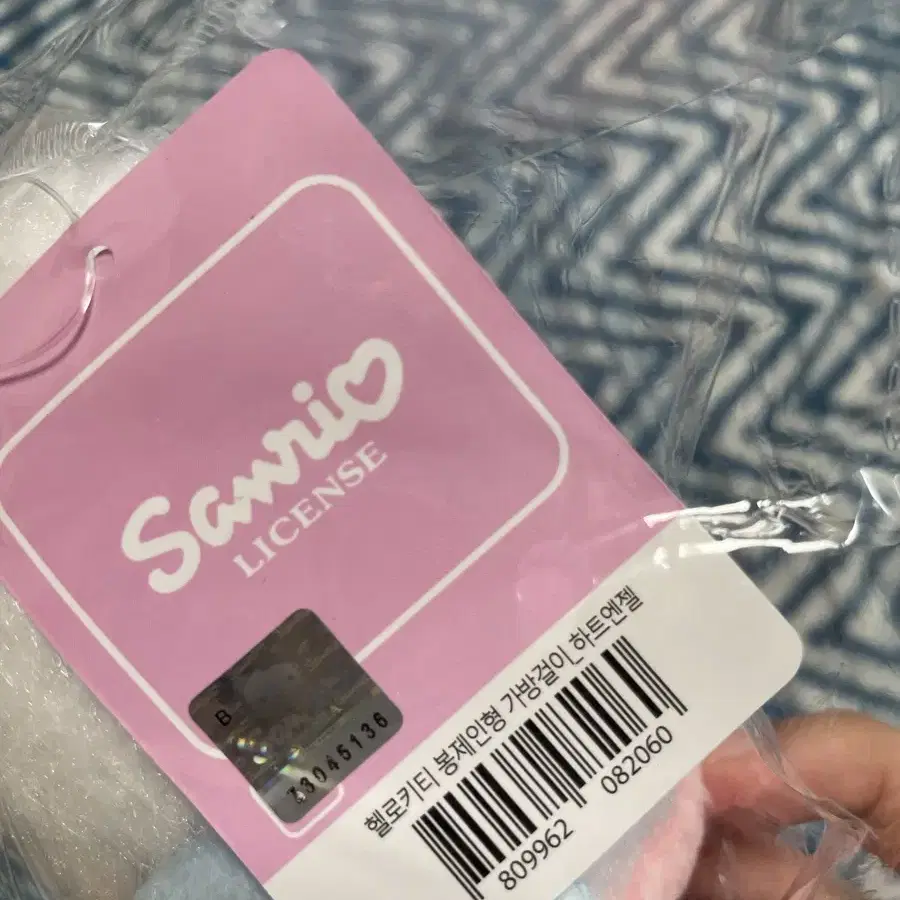 Sanrio
LICENSE
B
33045136
헬로키티 봉제인형 가방걸이_하트엔젤
809962 082060